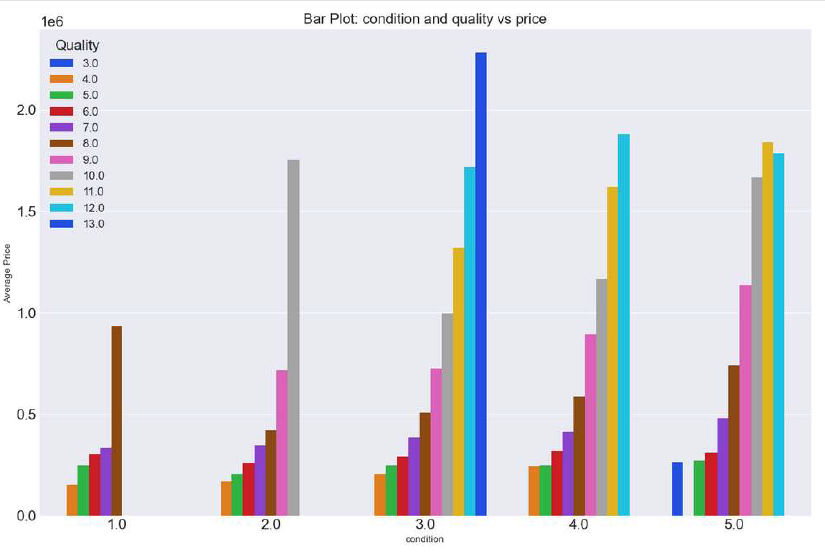 Bar Plot: condition and quality vs price
1e6
Quality
3.0
4.0
5.0
6.0
7.0
8.0
9.0
10.0
11.0
12.0
13.0
2.0
1.5
1.0
0.5
0.0
Average Price
1.0 2.0 3.0 4.0 5.0
condition